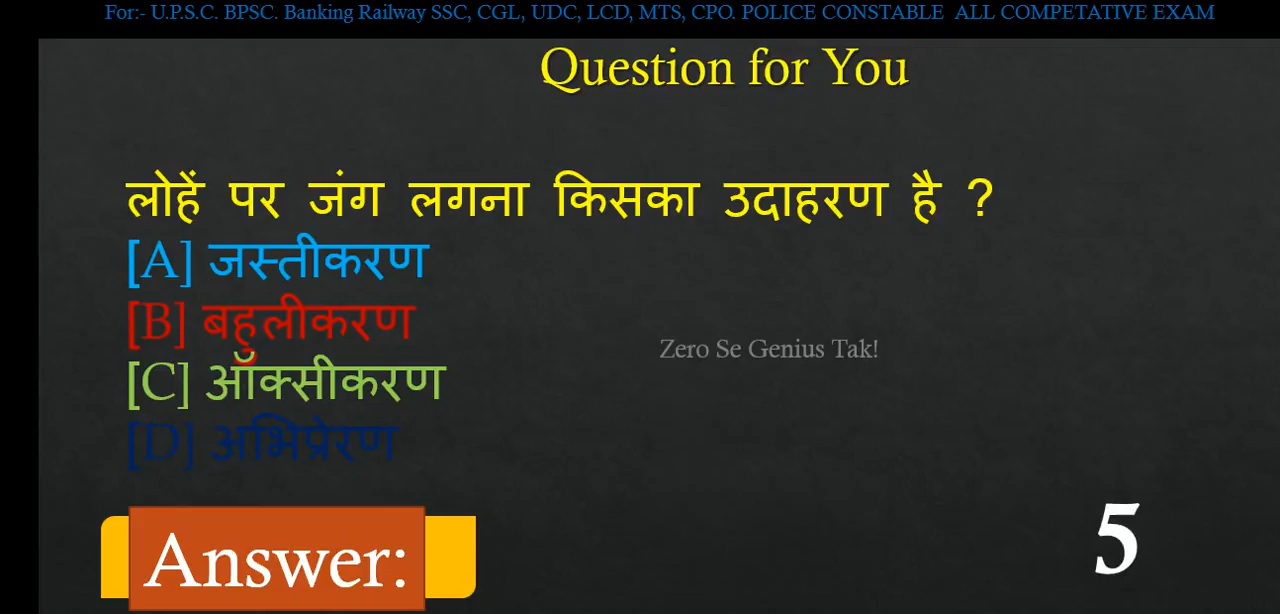 For:- U.P.S.C. BPSC. Banking Railway SSC, CGL, UDC, LCD, MTS, CPO. POLICE CONSTABLE ALL COMPETATIVE EXAM
Question for You
लोहें पर जंग लगना किसका उदाहरण है ?
[A] जस्तीकरण
[B] बहुलीकरण
[C] ऑक्सीकरण
[D] अभिप्रेरण
Zero Se Genius Tak!
Answer:
5